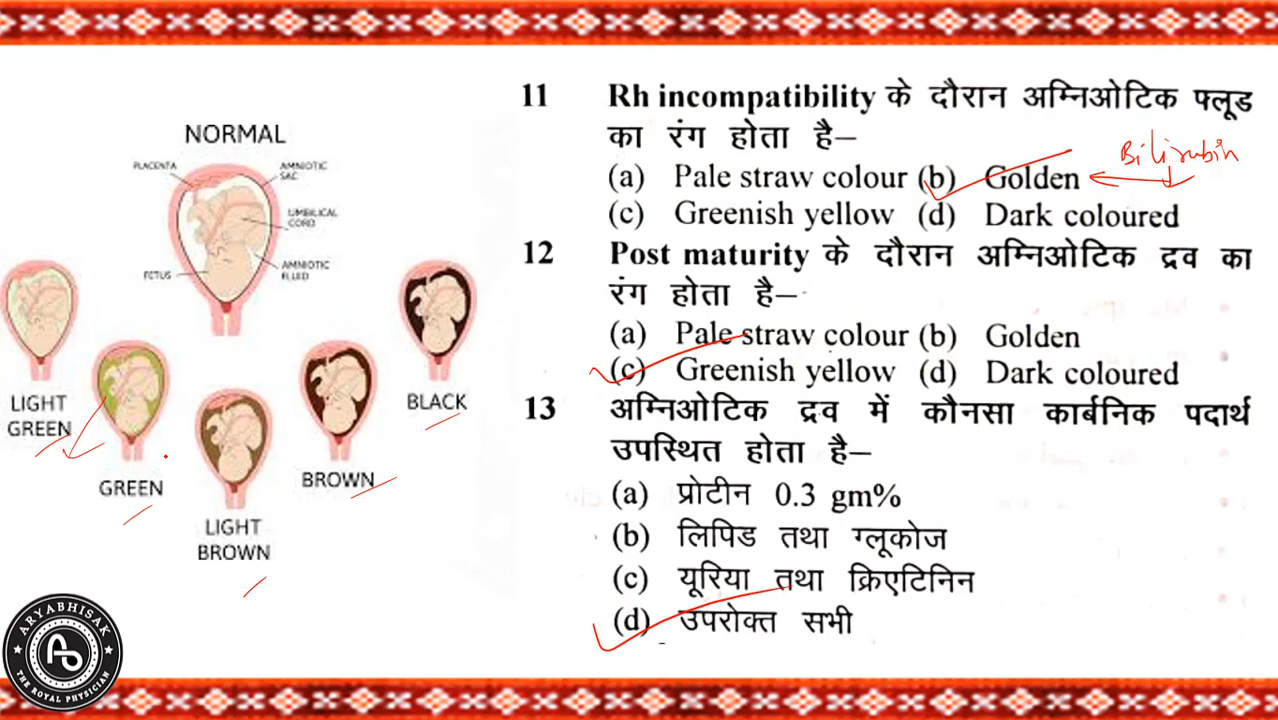 NORMAL
PLACENTA
AMNIOTIC
SAC
UMBILICAL
CORD
FETUS
AMNIOTIC
FLUID
LIGHT
GREEN
GREEN
LIGHT
BROWN
BROWN
BLACK
ARYABHISAK
THE ROYAL PHYSICIAN
11 Rh incompatibility के दौरान अम्निओटिक फ्लूड
का रंग होता है–
Bilirubin
(a) Pale straw colour (b) Golden
(c) Greenish yellow (d) Dark coloured
12 Post maturity के दौरान अम्निओटिक द्रव का
रंग होता है–
(a) Pale straw colour (b) Golden
(c) Greenish yellow (d) Dark coloured
13 अम्निओटिक द्रव में कौनसा कार्बनिक पदार्थ
उपस्थित होता है–
(a) प्रोटीन 0.3 gm%
(b) लिपिड तथा ग्लूकोज
(c) यूरिया तथा क्रिएटिनिन
(d) उपरोक्त सभी